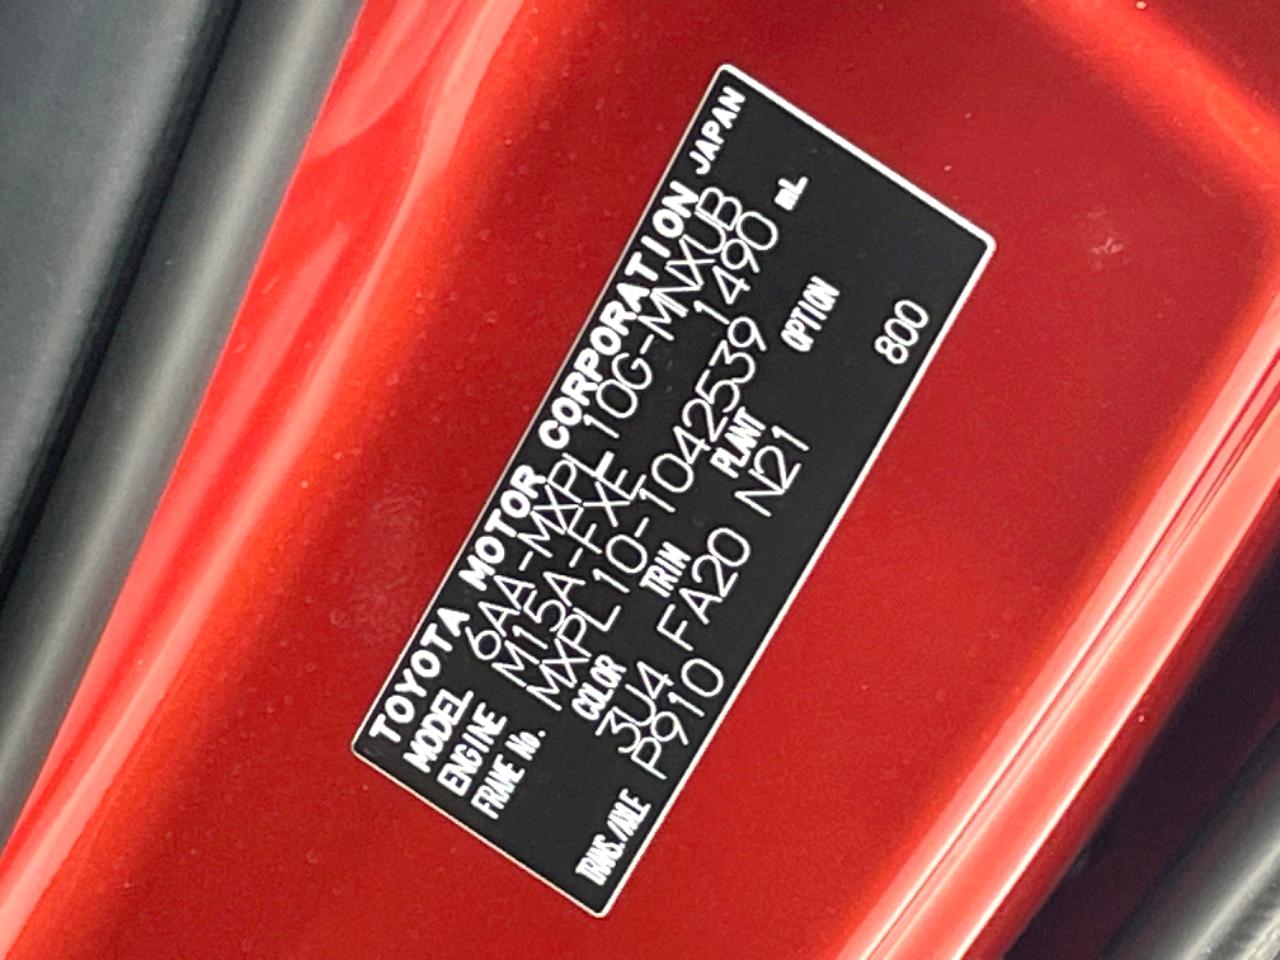 TOYOTA MOTOR CORPORATION JAPAN
MODEL 6AA-MXPL10G-MNXUB
ENGINE M15A-FXE 1490 mL
FRAME No. MXPL10-1042539
COLOR TRIM PLANT OPTION
3U4 FA20 N21
TRANS./AXLE P910 800